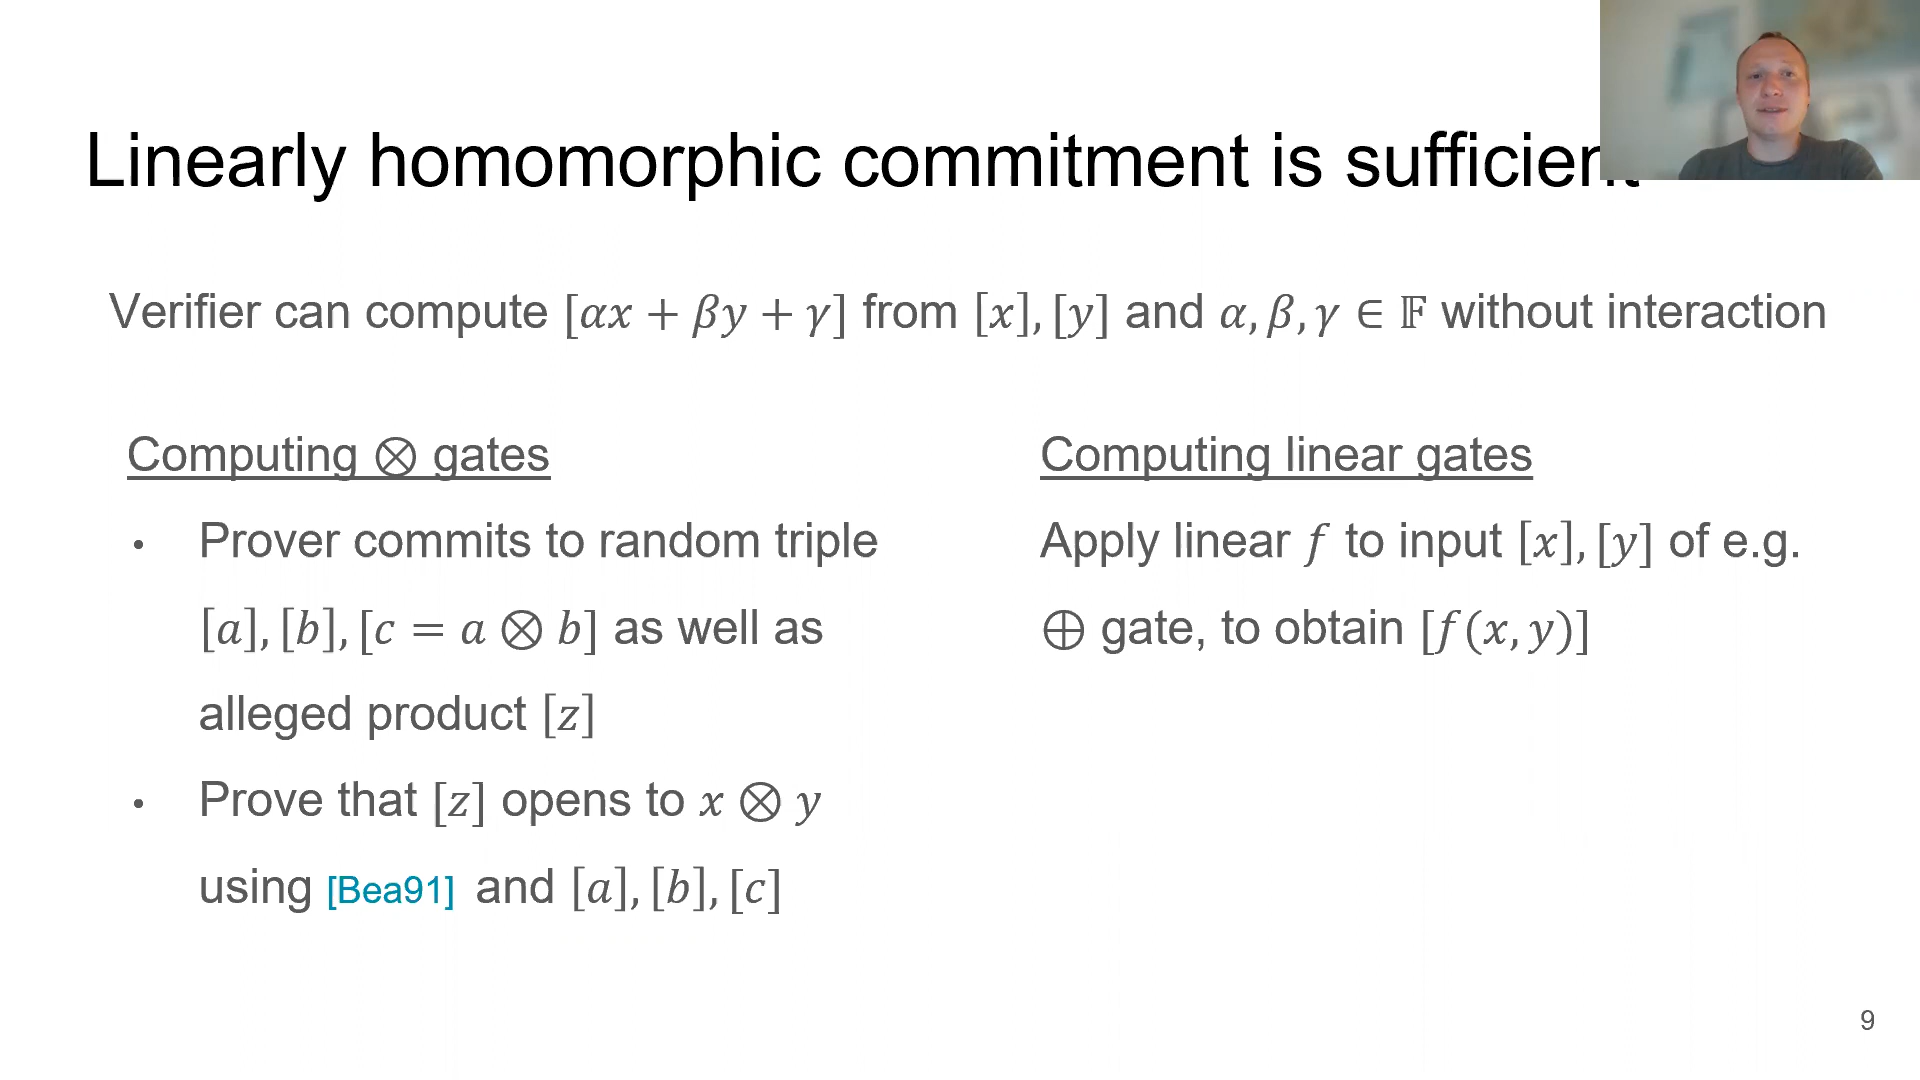 Linearly homomorphic commitment is sufficient
Verifier can compute [𝛼𝑥 + 𝛽𝑦 + 𝛾] from [𝑥], [𝑦] and 𝛼, 𝛽, 𝛾 ∈ 𝔽 without interaction
Computing ⊗ gates
• Prover commits to random triple
[𝑎], [𝑏], [𝑐 = 𝑎 ⊗ 𝑏] as well as
alleged product [𝑧]
• Prove that [𝑧] opens to 𝑥 ⊗ 𝑦
using [Bea91] and [𝑎], [𝑏], [𝑐]
Computing linear gates
Apply linear 𝑓 to input [𝑥], [𝑦] of e.g.
⊕ gate, to obtain [𝑓(𝑥, 𝑦)]
9